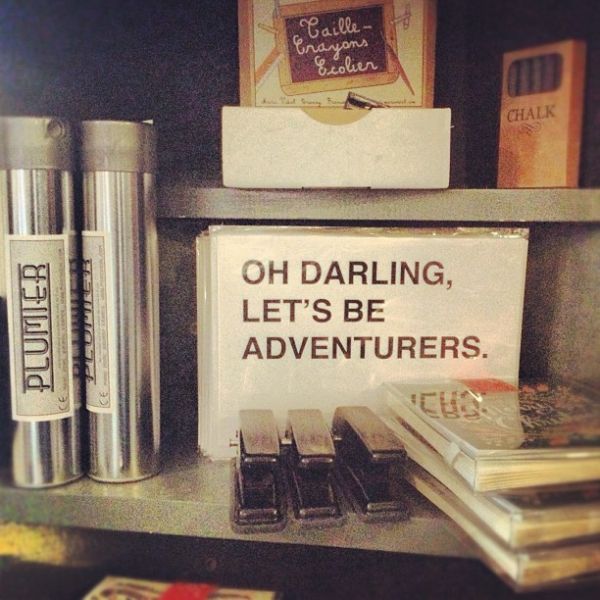 Taille-
Crayons
Ecolier
CHALK
PLUMIER
PLUMIER
OH DARLING,
LET'S BE
ADVENTURERS.